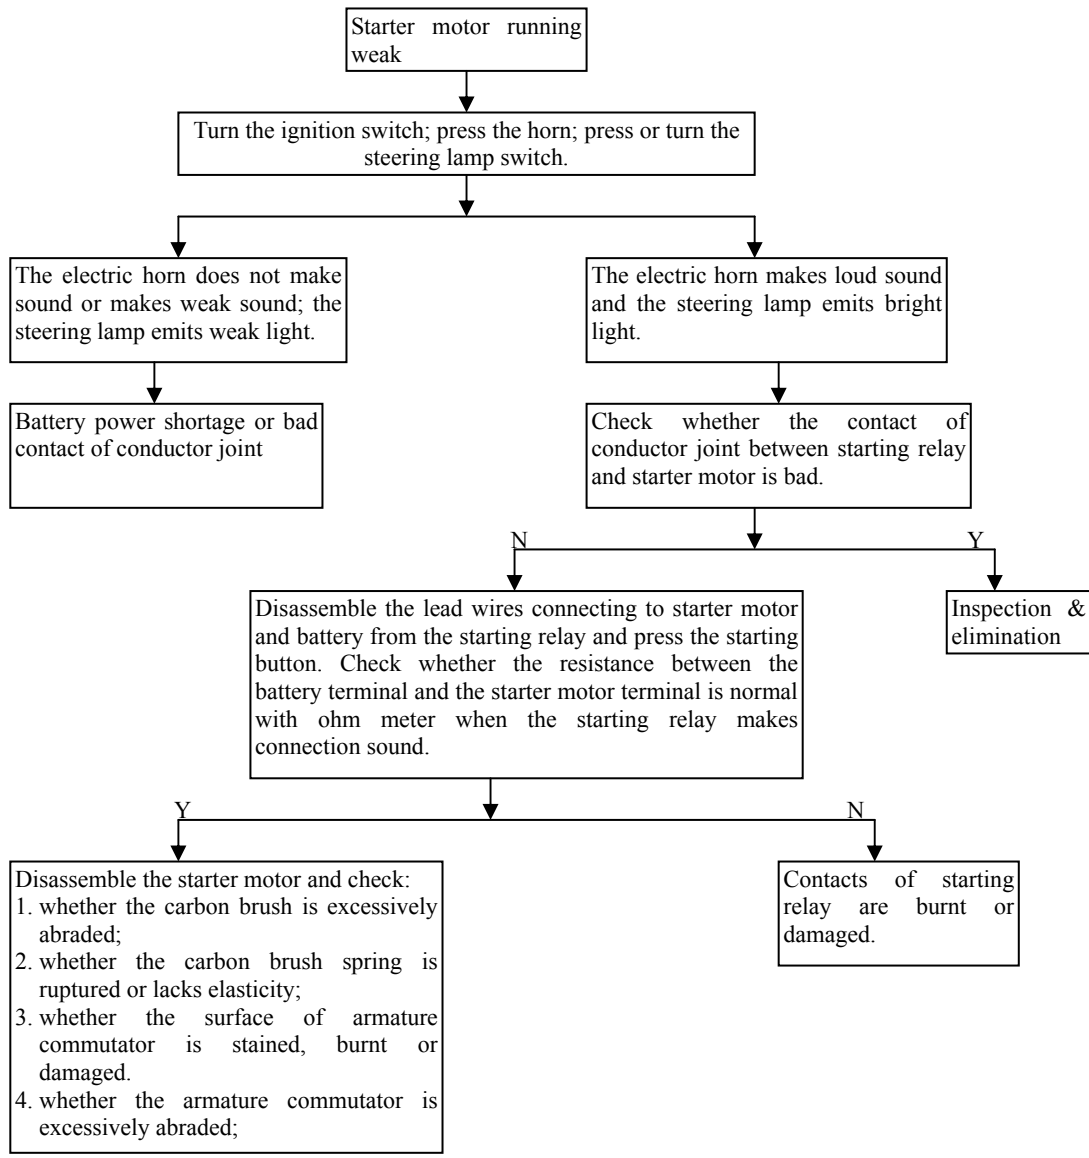 Starter motor running
weak
Turn the ignition switch; press the horn; press or turn the
steering lamp switch.
The electric horn does not make
sound or makes weak sound; the
steering lamp emits weak light.
The electric horn makes loud sound
and the steering lamp emits bright
light.
Battery power shortage or bad
contact of conductor joint
Check whether the contact of
conductor joint between starting relay
and starter motor is bad.
N
Y
Disassemble the lead wires connecting to starter motor
and battery from the starting relay and press the starting
button. Check whether the resistance between the
battery terminal and the starter motor terminal is normal
with ohm meter when the starting relay makes
connection sound.
Inspection &
elimination
Y
N
Disassemble the starter motor and check:
1. whether the carbon brush is excessively
abraded;
2. whether the carbon brush spring is
ruptured or lacks elasticity;
3. whether the surface of armature
commutator is stained, burnt or
damaged.
4. whether the armature commutator is
excessively abraded;
Contacts of starting
relay are burnt or
damaged.